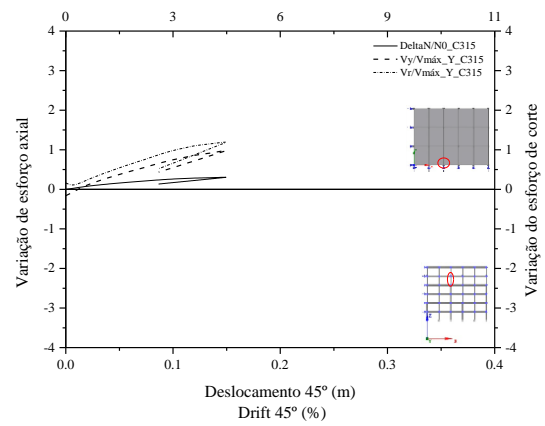 0 3 6 8 11
4 4
3 3
2 2
1 1
0 0
-1 -1
-2 -2
-3 -3
-4 -4
0.0 0.1 0.2 0.3 0.4
DeltaN/N0_C315
Vy/Vmáx_Y_C315
Vr/Vmáx_Y_C315
Variação de esforço axial
Variação do esforço de corte
Deslocamento 45º (m)
Drift 45º (%)